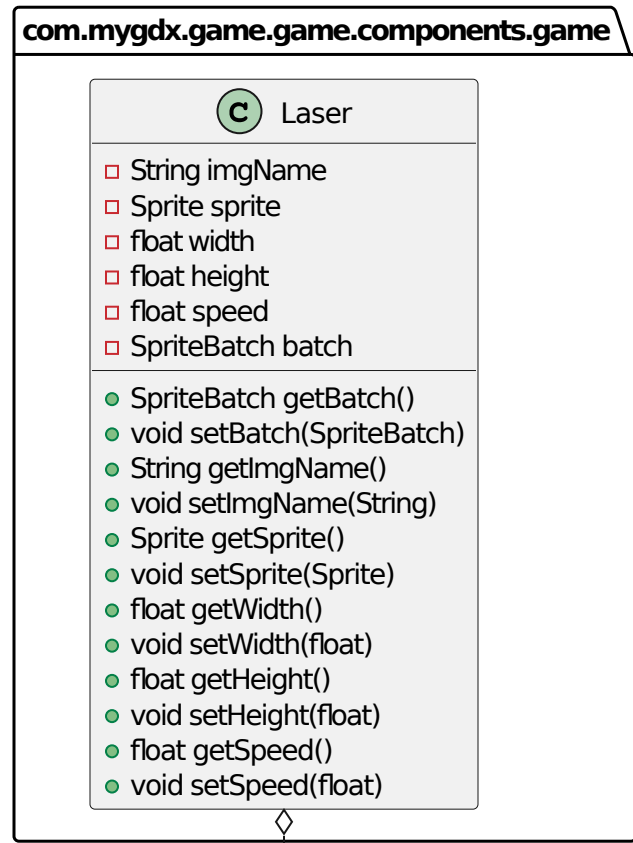 com.mygdx.game.game.components.game
C Laser
String imgName
Sprite sprite
float width
float height
float speed
SpriteBatch batch
SpriteBatch getBatch()
void setBatch(SpriteBatch)
String getImgName()
void setImgName(String)
Sprite getSprite()
void setSprite(Sprite)
float getWidth()
void setWidth(float)
float getHeight()
void setHeight(float)
float getSpeed()
void setSpeed(float)